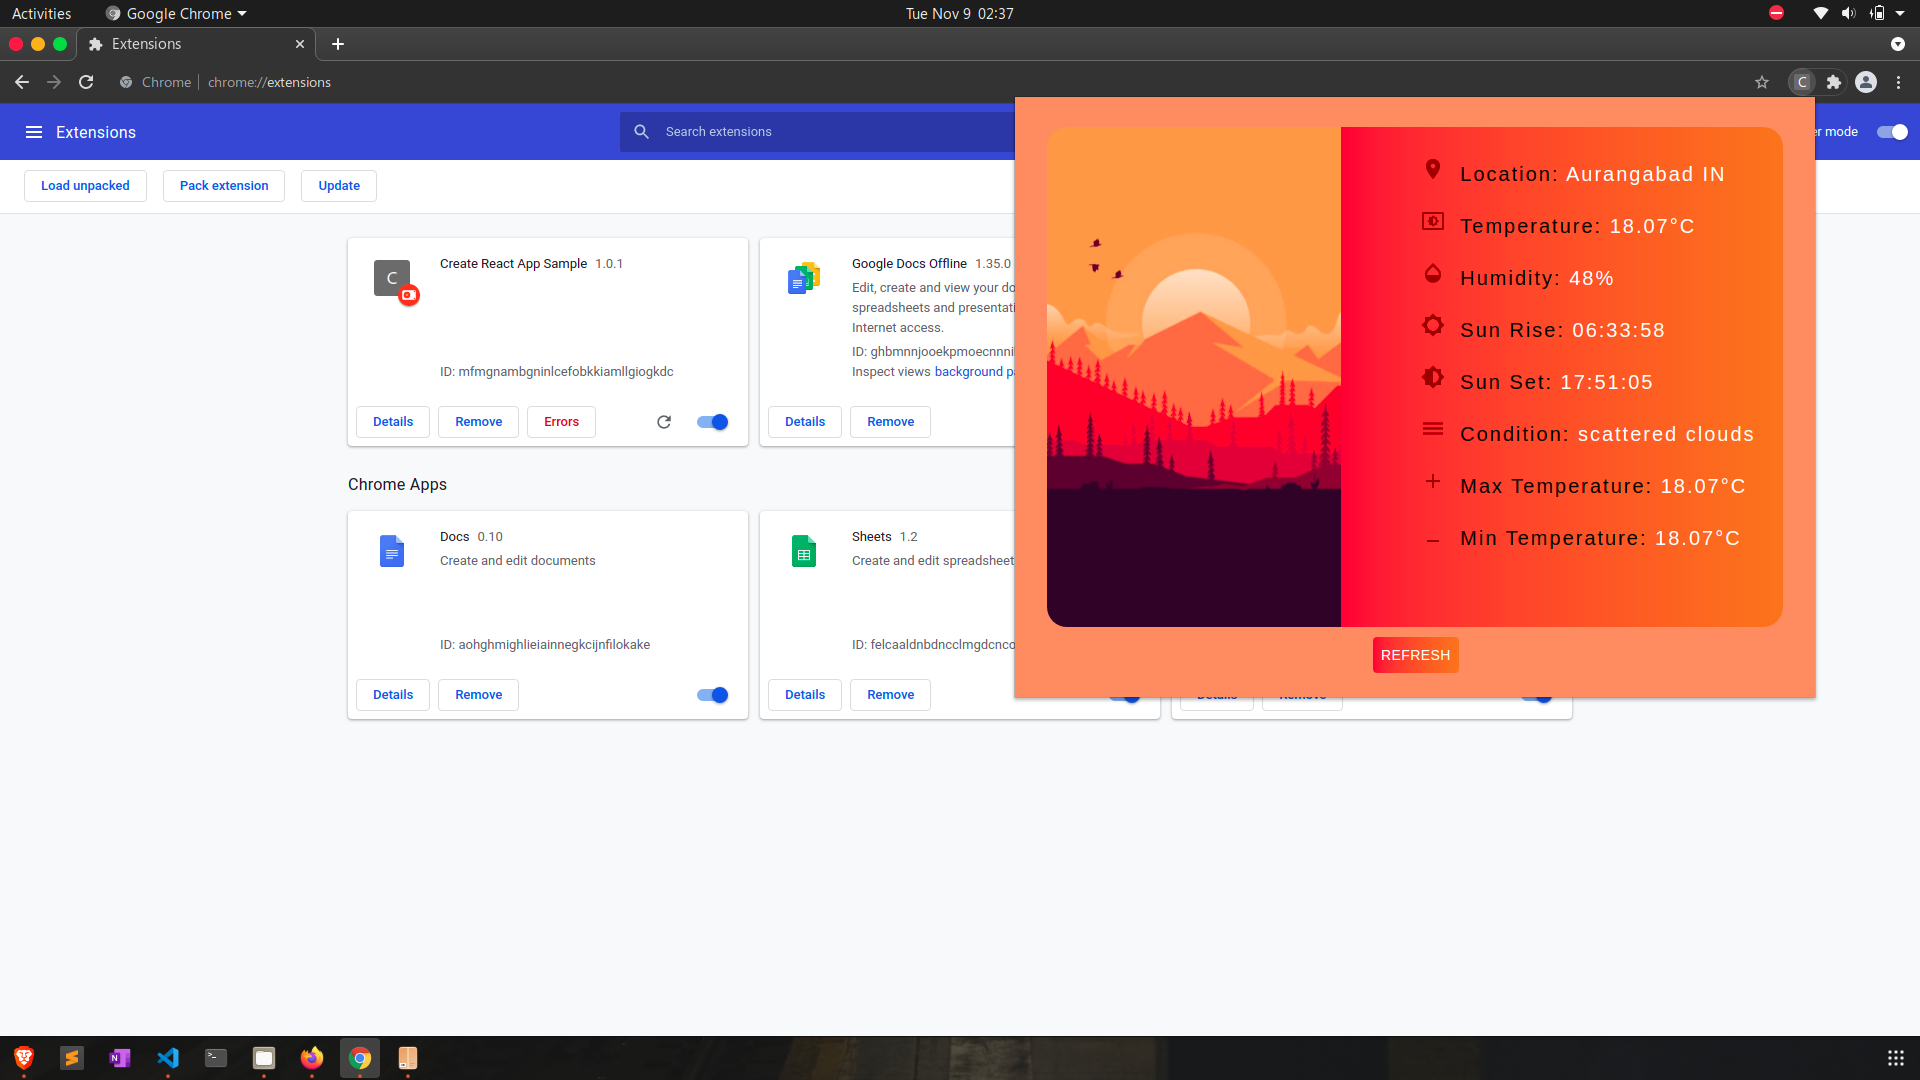 Activities
Google Chrome
Tue Nov 9 02:37
Extensions
Chrome
chrome://extensions
C
Extensions
Search extensions
er mode
Load unpacked
Pack extension
Update
C
Create React App Sample 1.0.1
ID: mfmgnambgninlcefobkkiamllgiogkdc
Details
Remove
Errors
Google Docs Offline 1.35.0
Edit, create and view your do
spreadsheets and presentati
Internet access.
ID: ghbmnnjooekpmoecnnni
Inspect views background pa
Details
Remove
Chrome Apps
Docs 0.10
Create and edit documents
ID: aohghmighlieiainnegkcijnfilokake
Details
Remove
Sheets 1.2
Create and edit spreadsheet
ID: felcaaldnbdncclmgdcnco
Details
Remove
Details
Remove
Location: Aurangabad IN
Temperature: 18.07°C
Humidity: 48%
Sun Rise: 06:33:58
Sun Set: 17:51:05
Condition: scattered clouds
Max Temperature: 18.07°C
Min Temperature: 18.07°C
REFRESH